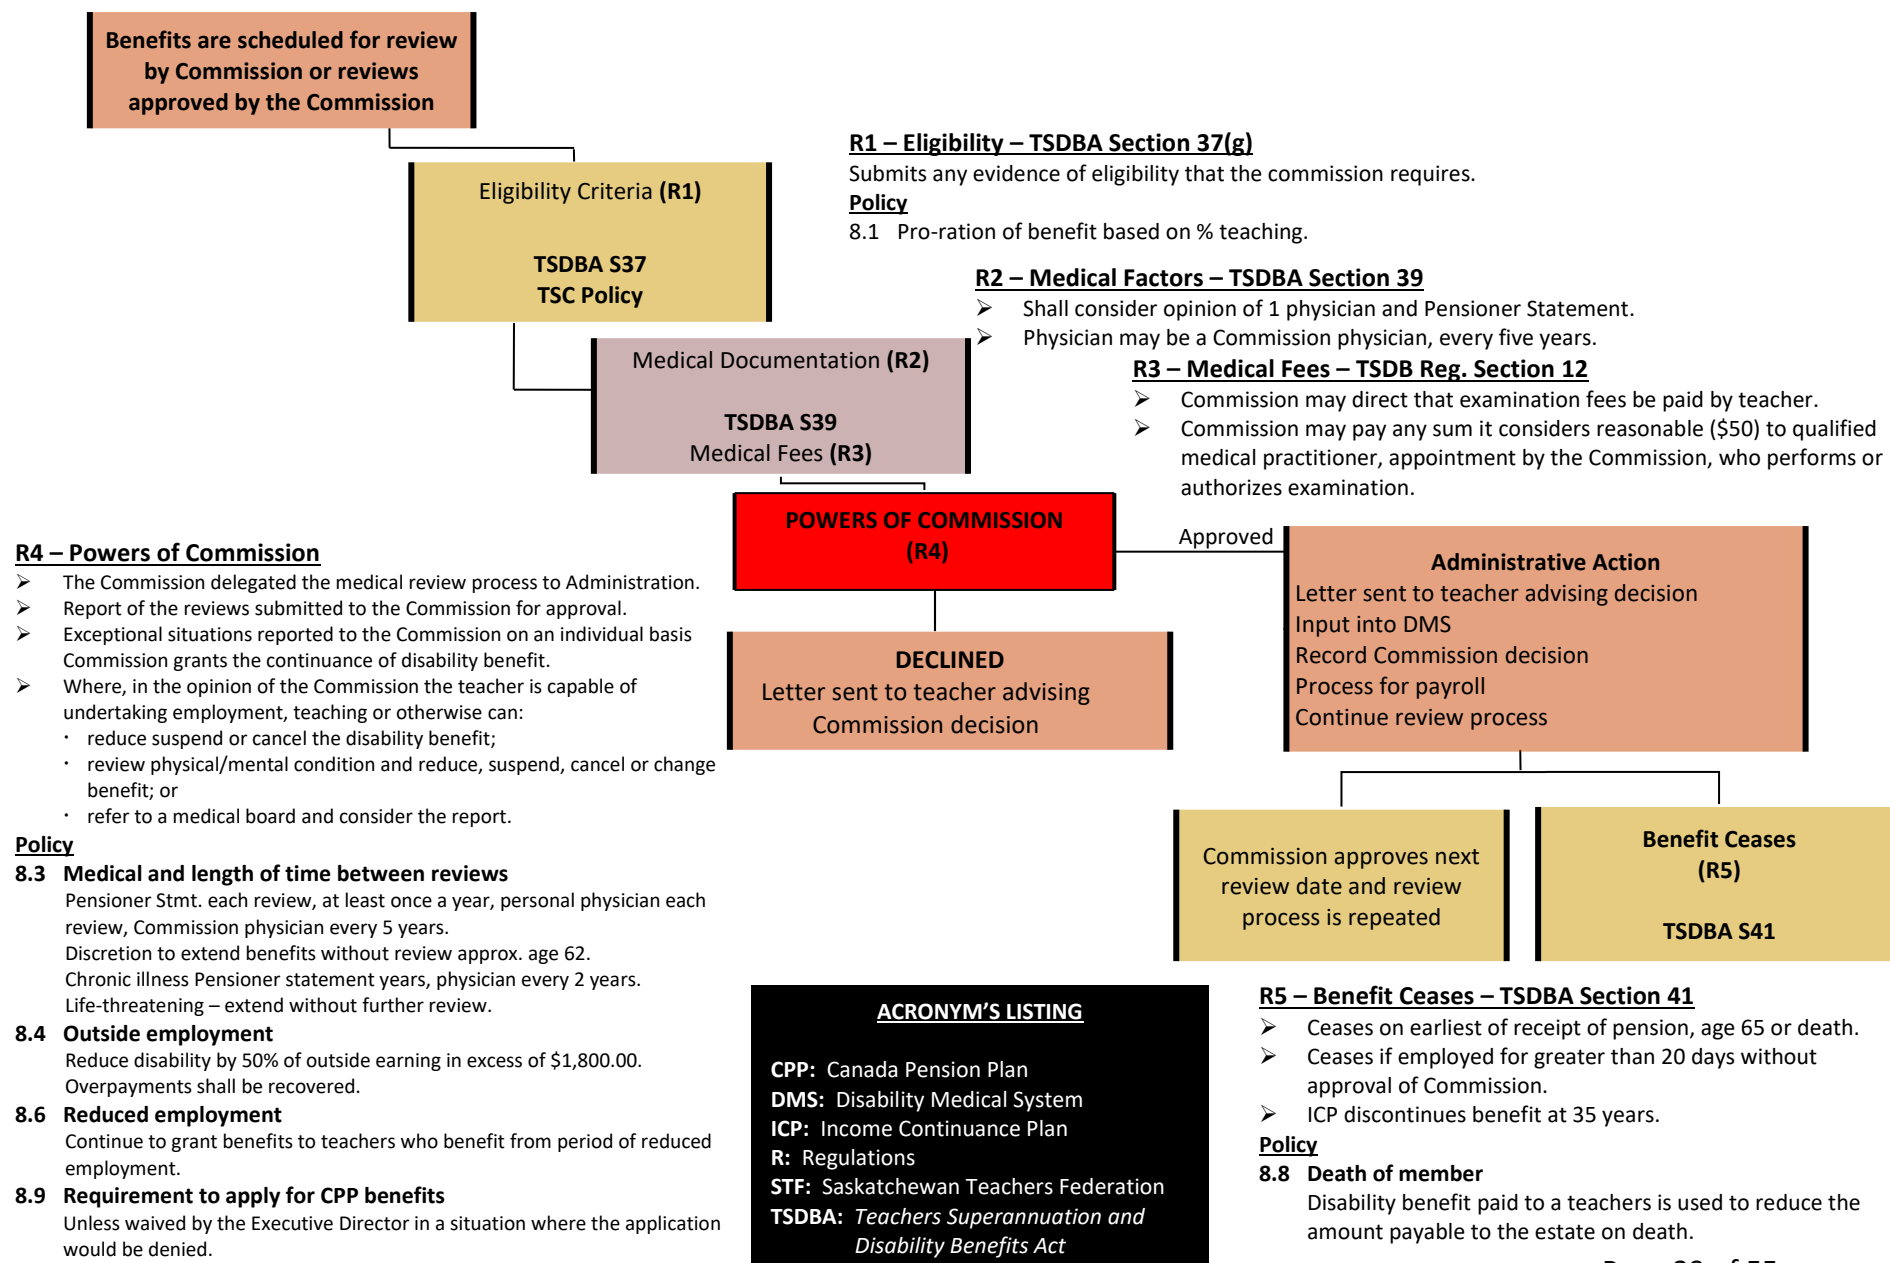 Benefits are scheduled for review
by Commission or reviews
approved by the Commission
Eligibility Criteria (R1)
TSDBA S37
TSC Policy
R1 – Eligibility – TSDBA Section 37(g)
Submits any evidence of eligibility that the commission requires.
Policy
8.1 Pro-ration of benefit based on % teaching.
R2 – Medical Factors – TSDBA Section 39
➢ Shall consider opinion of 1 physician and Pensioner Statement.
➢ Physician may be a Commission physician, every five years.
Medical Documentation (R2)
TSDBA S39
Medical Fees (R3)
R3 – Medical Fees – TSDB Reg. Section 12
➢ Commission may direct that examination fees be paid by teacher.
➢ Commission may pay any sum it considers reasonable ($50) to qualified
medical practitioner, appointment by the Commission, who performs or
authorizes examination.
POWERS OF COMMISSION
(R4)
Approved
Administrative Action
Letter sent to teacher advising decision
Input into DMS
Record Commission decision
Process for payroll
Continue review process
DECLINED
Letter sent to teacher advising
Commission decision
R4 – Powers of Commission
➢ The Commission delegated the medical review process to Administration.
➢ Report of the reviews submitted to the Commission for approval.
➢ Exceptional situations reported to the Commission on an individual basis
Commission grants the continuance of disability benefit.
➢ Where, in the opinion of the Commission the teacher is capable of
undertaking employment, teaching or otherwise can:
· reduce suspend or cancel the disability benefit;
· review physical/mental condition and reduce, suspend, cancel or change
benefit; or
· refer to a medical board and consider the report.
Policy
8.3 Medical and length of time between reviews
Pensioner Stmt. each review, at least once a year, personal physician each
review, Commission physician every 5 years.
Discretion to extend benefits without review approx. age 62.
Chronic illness Pensioner statement years, physician every 2 years.
Life-threatening – extend without further review.
8.4 Outside employment
Reduce disability by 50% of outside earning in excess of $1,800.00.
Overpayments shall be recovered.
8.6 Reduced employment
Continue to grant benefits to teachers who benefit from period of reduced
employment.
8.9 Requirement to apply for CPP benefits
Unless waived by the Executive Director in a situation where the application
would be denied.
Commission approves next
review date and review
process is repeated
Benefit Ceases
(R5)
TSDBA S41
ACRONYM'S LISTING
CPP: Canada Pension Plan
DMS: Disability Medical System
ICP: Income Continuance Plan
R: Regulations
STF: Saskatchewan Teachers Federation
TSDBA: Teachers Superannuation and
Disability Benefits Act
R5 – Benefit Ceases – TSDBA Section 41
➢ Ceases on earliest of receipt of pension, age 65 or death.
➢ Ceases if employed for greater than 20 days without
approval of Commission.
➢ ICP discontinues benefit at 35 years.
Policy
8.8 Death of member
Disability benefit paid to a teachers is used to reduce the
amount payable to the estate on death.